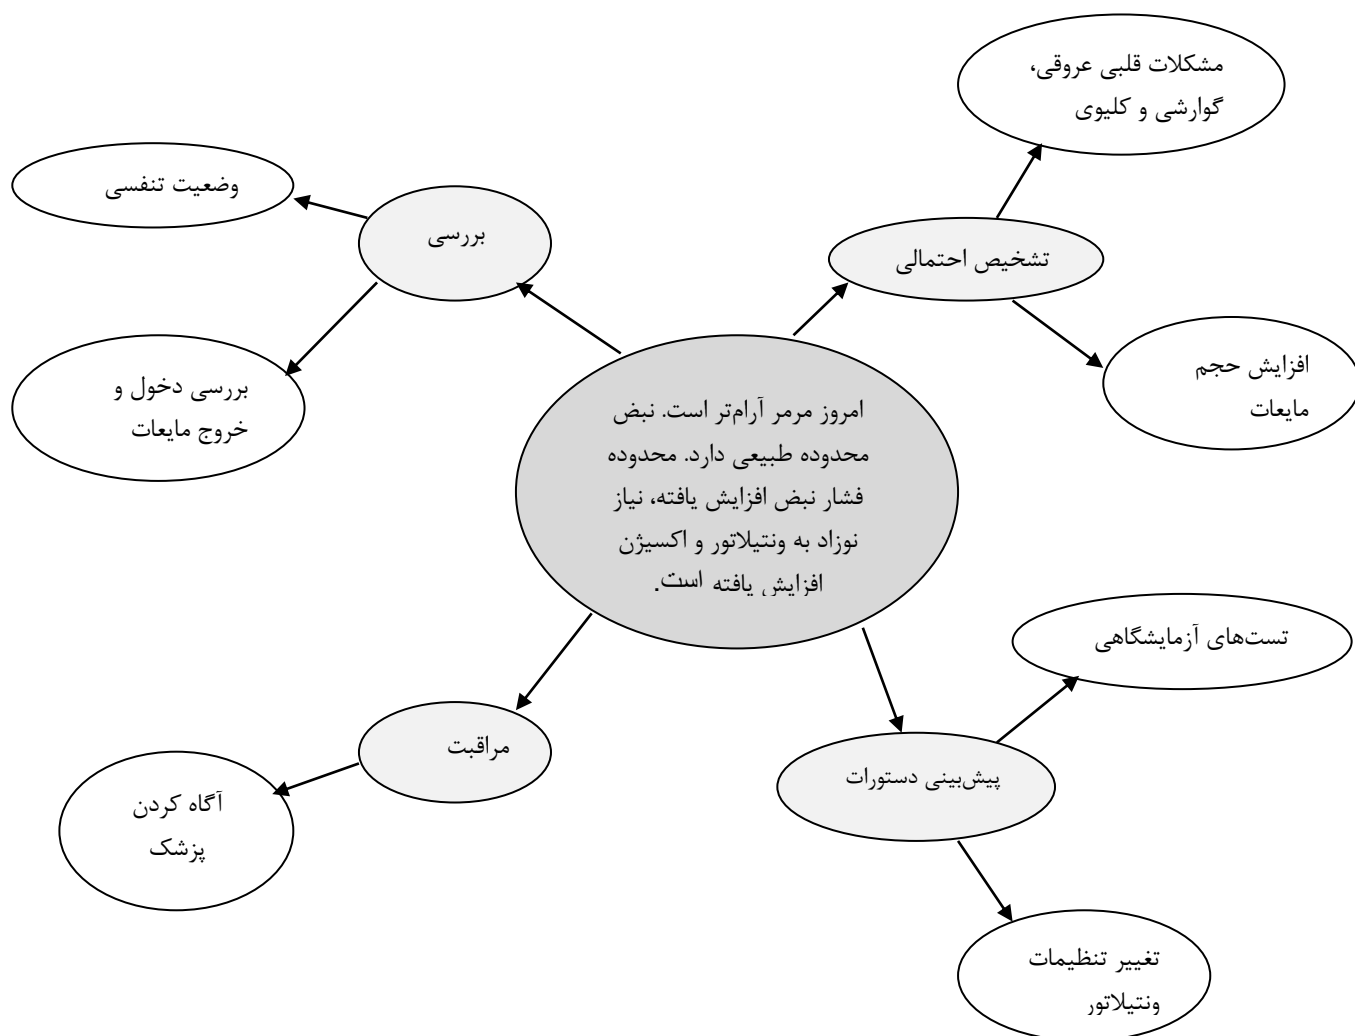 مشکلات قلبی عروقی،
گوارشی و کلیوی
تشخیص احتمالی
افزایش حجم
مایعات
بررسی
وضعیت تنفسی
بررسی دخول و
خروج مایعات
امروز مرمر آرام‌تر است. نبض
محدوده طبیعی دارد. محدوده
فشار نبض افزایش یافته، نیاز
نوزاد به ونتیلاتور و اکسیژن
افزایش یافته است.
تست‌های آزمایشگاهی
پیش‌بینی دستورات
تغییر تنظیمات
ونتیلاتور
مراقبت
آگاه کردن
پزشک